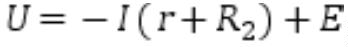 U = −I(r + R₂) + E